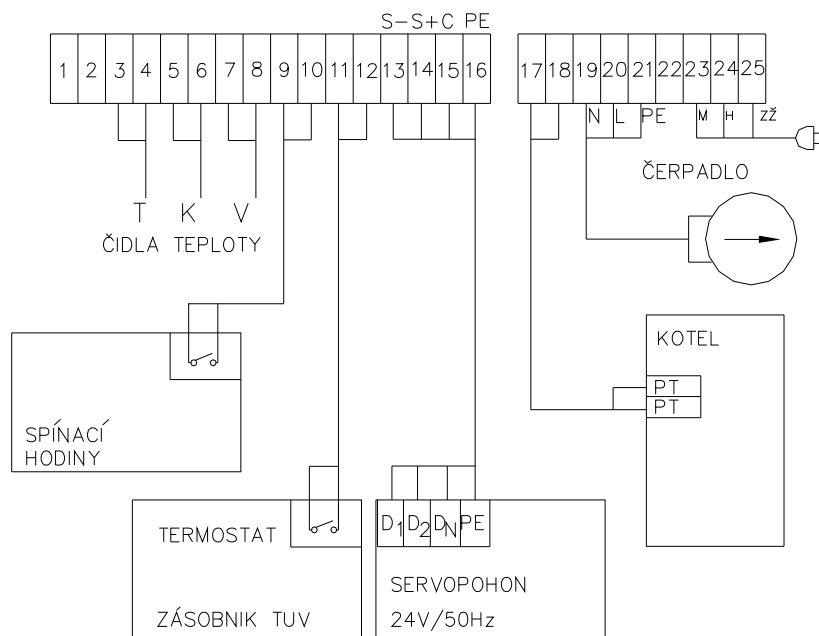 S-S+C PE
1 2 3 4 5 6 7 8 9 10 11 12 13 14 15 16
17 18 19 20 21 22 23 24 25
N L PE M H ZŽ
ČERPADLO
T K V
ČIDLA TEPLOTY
KOTEL
PT
PT
SPÍNACÍ
HODINY
D1 D2 DN PE
TERMOSTAT
ZÁSOBNIK TUV
SERVOPOHON
24V/50Hz